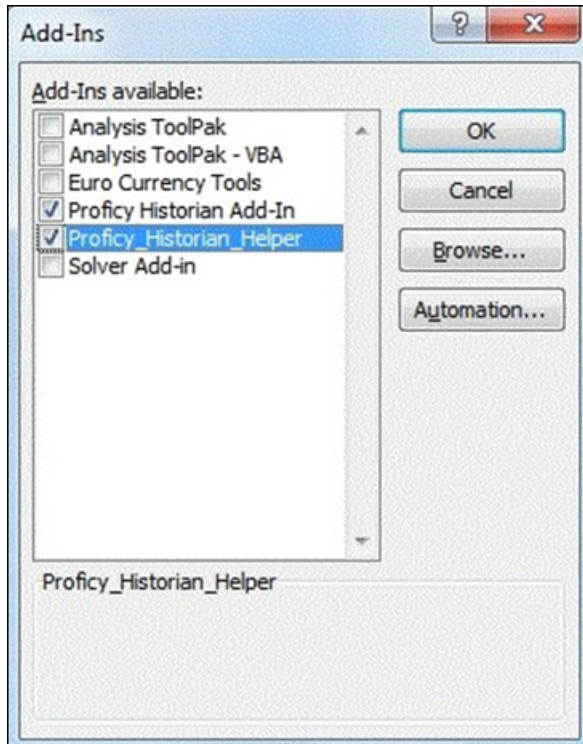 Add-Ins
Add-Ins available:
Analysis ToolPak
Analysis ToolPak - VBA
Euro Currency Tools
Proficy Historian Add-In
Proficy_Historian_Helper
Solver Add-in
OK
Cancel
Browse...
Automation...
Proficy_Historian_Helper